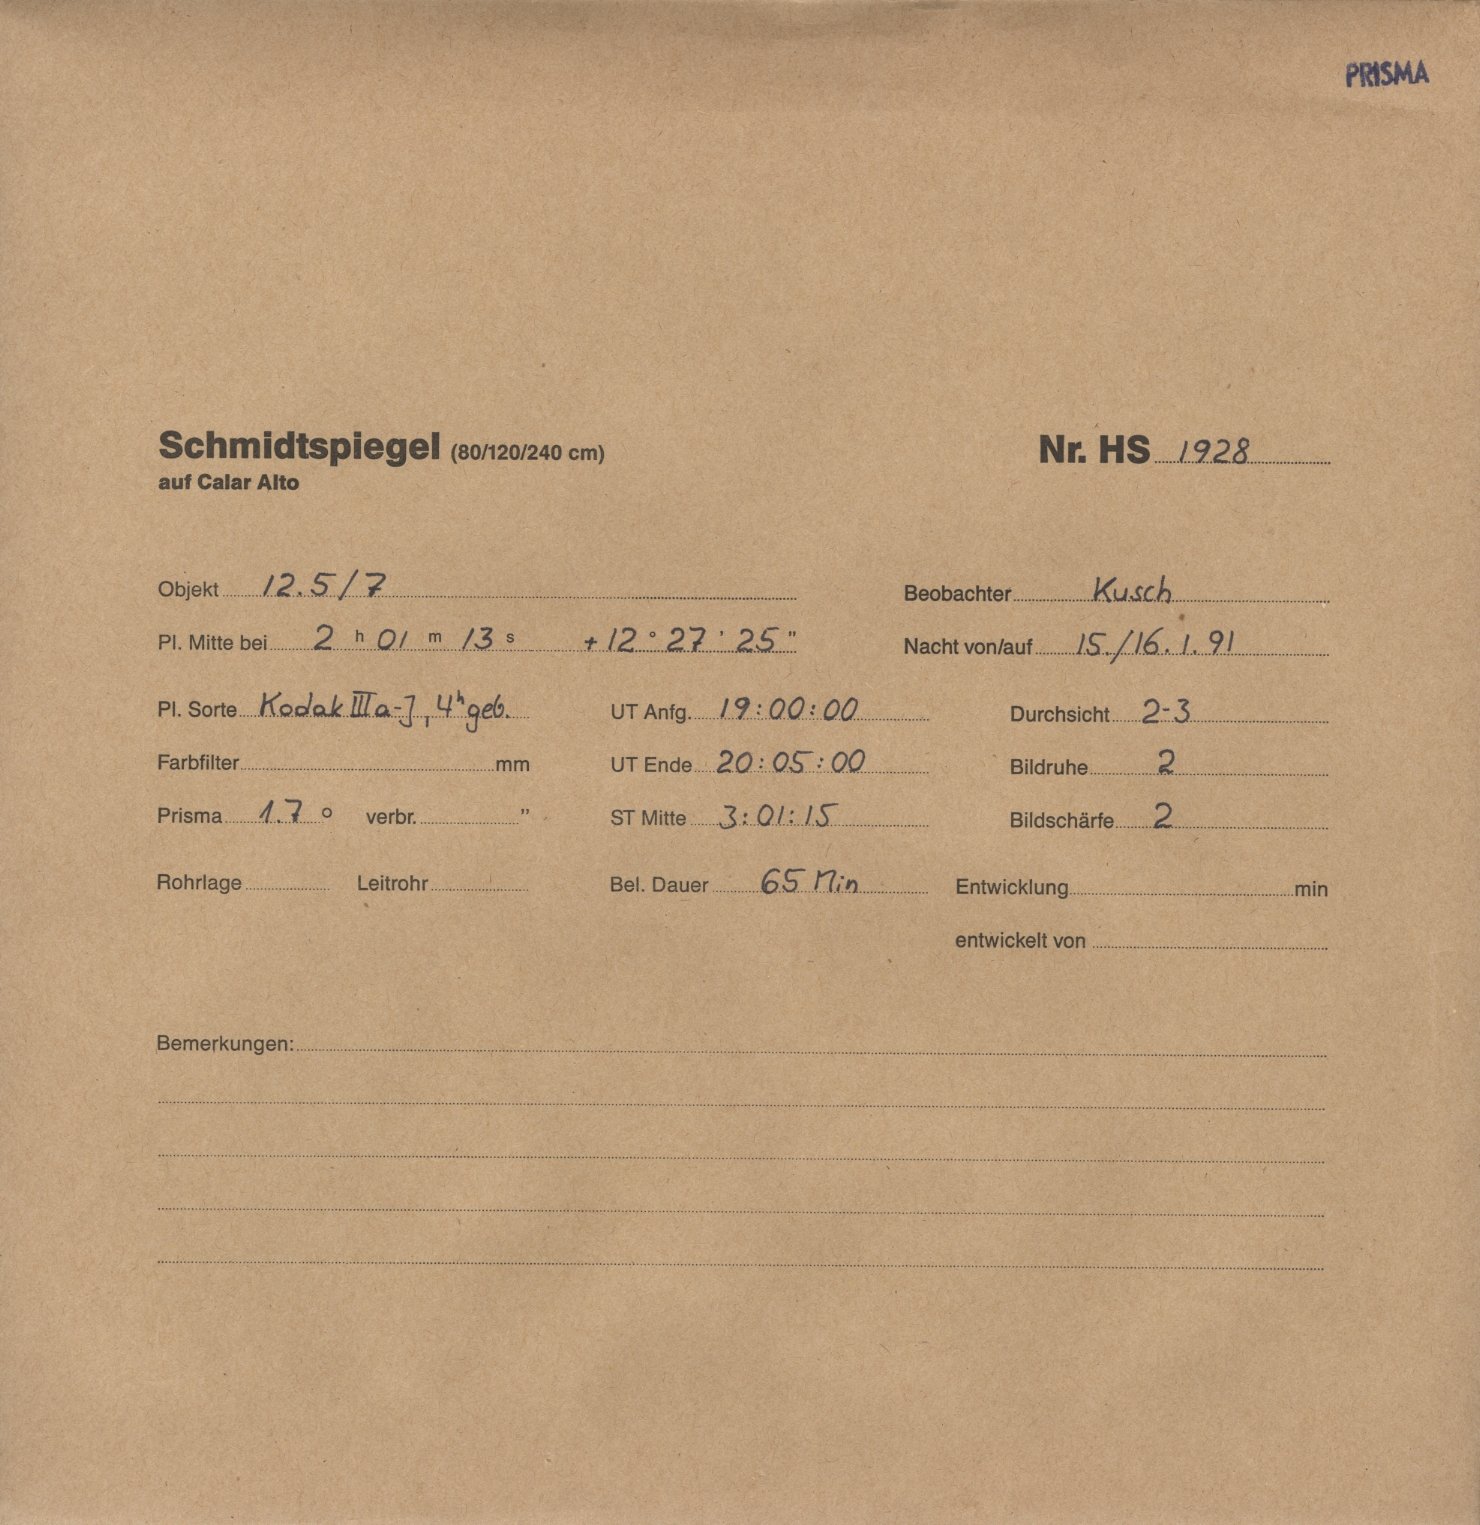 PRISMA
Schmidtspiegel (80/120/240 cm) Nr. HS 1928
auf Calar Alto
Objekt 12.5/7 Beobachter Kusch
Pl. Mitte bei 2 h 01 m 13 s +12 ° 27 ' 25 " Nacht von/auf 15./16.1.91
Pl. Sorte Kodak IIIa-J, 4h geb. UT Anfg. 19:00:00 Durchsicht 2-3
Farbfilter mm UT Ende 20:05:00 Bildruhe 2
Prisma 1.7 ° verbr. " ST Mitte 3:01:15 Bildschärfe 2
Rohrlage Leitrohr Bel. Dauer 65 Min Entwicklung min
entwickelt von
Bemerkungen: